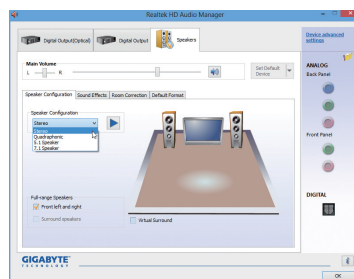 Realtek HD Audio Manager
Digital Output(Optical)
Digital Output
Speakers
Device advanced settings
Main Volume
L
R
Set Default Device
ANALOG
Back Panel
Speaker Configuration
Sound Effects
Room Correction
Default Format
Speaker Configuration
Stereo
Stereo
Quadraphonic
5.1 Speaker
7.1 Speaker
Front Panel
Full-range Speakers
Front left and right
Surround speakers
Virtual Surround
DIGITAL
GIGABYTE
TECHNOLOGY
OK